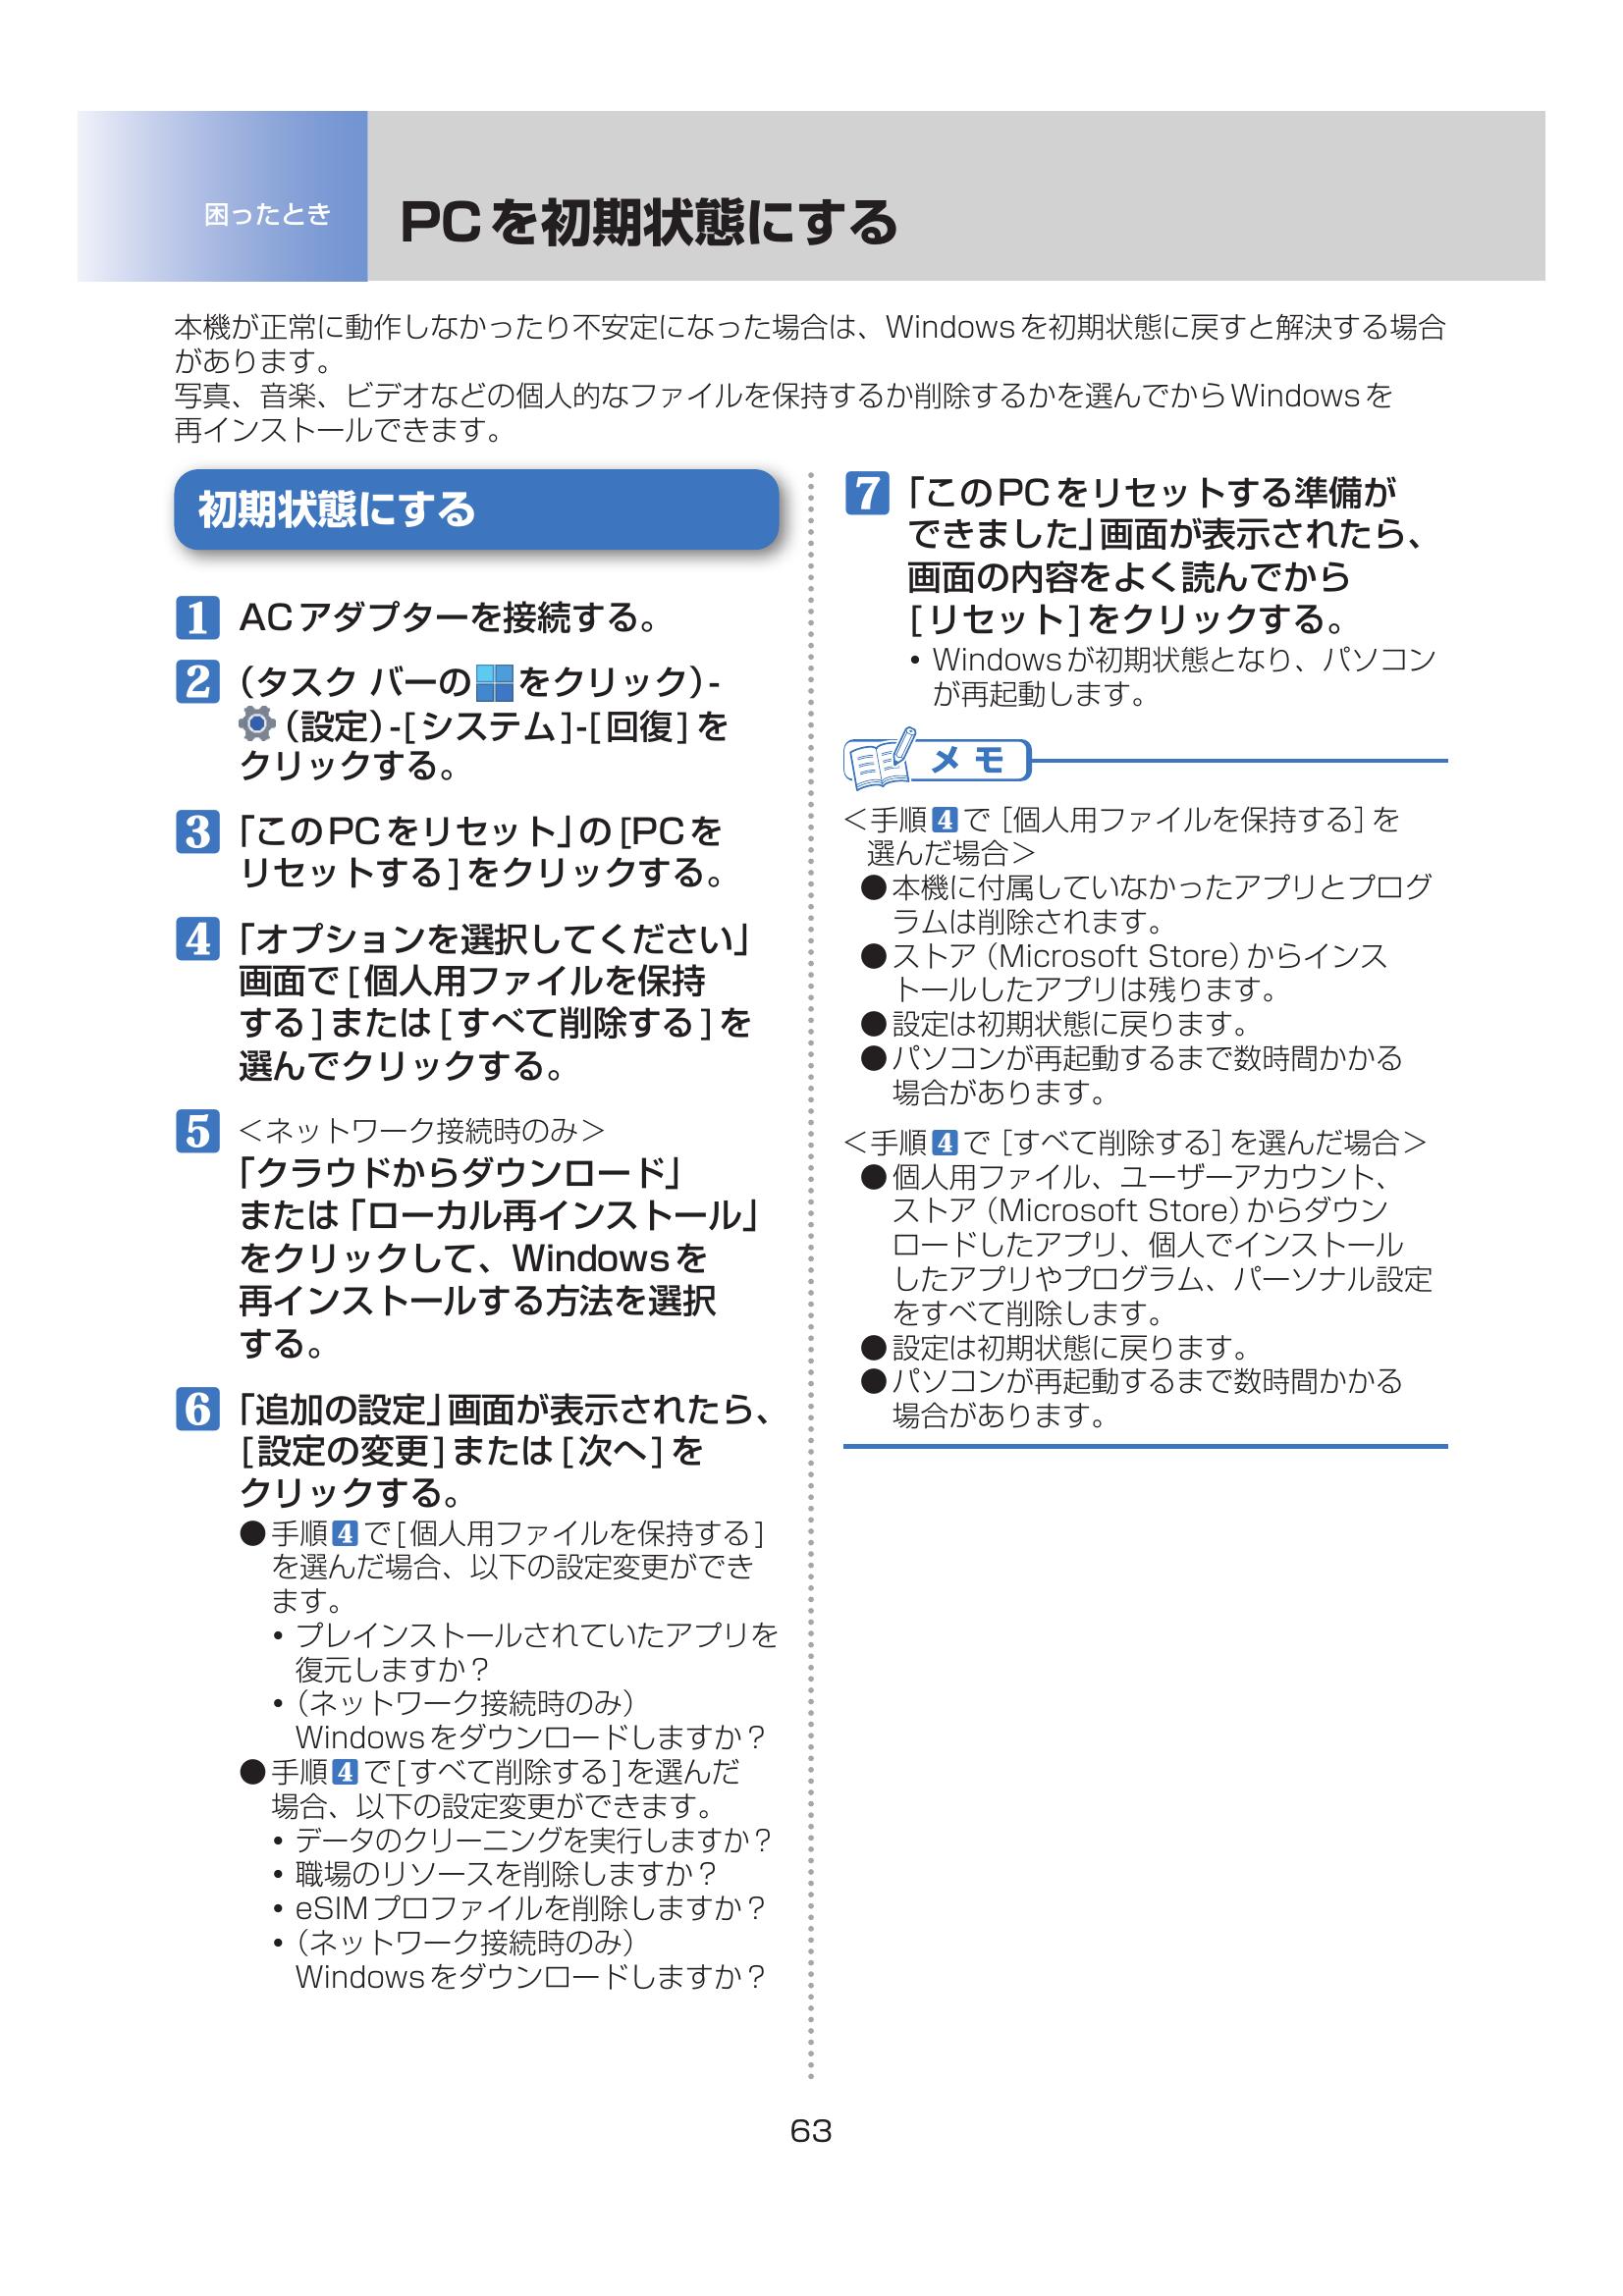 困ったとき
PCを初期状態にする
本機が正常に動作しなかったり不安定になった場合は、Windowsを初期状態に戻すと解決する場合
があります。
写真、音楽、ビデオなどの個人的なファイルを保持するか削除するかを選んでからWindowsを
再インストールできます。
初期状態にする
1 ACアダプターを接続する。
2 （タスク バーの をクリック）-
（設定）-[システム]-[回復]を
クリックする。
3 「このPCをリセット」の[PCを
リセットする]をクリックする。
4 「オプションを選択してください」
画面で[個人用ファイルを保持
する]または[すべて削除する]を
選んでクリックする。
5 ＜ネットワーク接続時のみ＞
「クラウドからダウンロード」
または「ローカル再インストール」
をクリックして、Windowsを
再インストールする方法を選択
する。
6 「追加の設定」画面が表示されたら、
[設定の変更]または[次へ]を
クリックする。
●手順4で[個人用ファイルを保持する]
を選んだ場合、以下の設定変更ができ
ます。
• プレインストールされていたアプリを
復元しますか？
•（ネットワーク接続時のみ）
Windowsをダウンロードしますか？
●手順4で[すべて削除する]を選んだ
場合、以下の設定変更ができます。
• データのクリーニングを実行しますか？
• 職場のリソースを削除しますか？
• eSIMプロファイルを削除しますか？
•（ネットワーク接続時のみ）
Windowsをダウンロードしますか？
7 「このPCをリセットする準備が
できました」画面が表示されたら、
画面の内容をよく読んでから
[リセット]をクリックする。
• Windowsが初期状態となり、パソコン
が再起動します。
メモ
＜手順4で［個人用ファイルを保持する］を
選んだ場合＞
●本機に付属していなかったアプリとプログ
ラムは削除されます。
●ストア（Microsoft Store）からインス
トールしたアプリは残ります。
●設定は初期状態に戻ります。
●パソコンが再起動するまで数時間かかる
場合があります。
＜手順4で［すべて削除する］を選んだ場合＞
●個人用ファイル、ユーザーアカウント、
ストア（Microsoft Store）からダウン
ロードしたアプリ、個人でインストール
したアプリやプログラム、パーソナル設定
をすべて削除します。
●設定は初期状態に戻ります。
●パソコンが再起動するまで数時間かかる
場合があります。
63